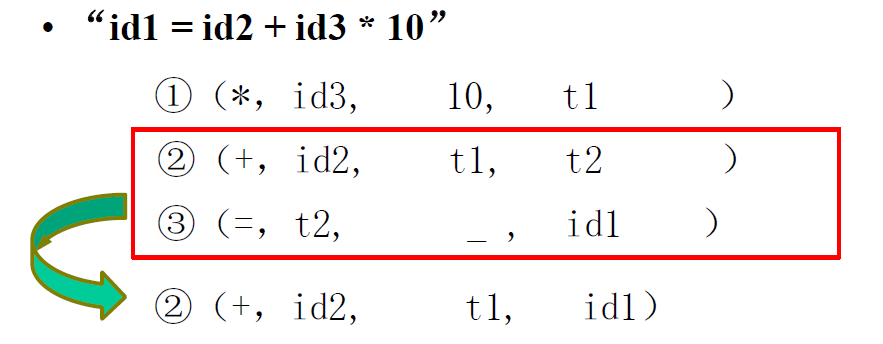 • “id1 = id2 + id3 * 10”
① (*, id3, 10, t1 )
② (+, id2, t1, t2 )
③ (=, t2, _ , id1 )
② (+, id2, t1, id1)